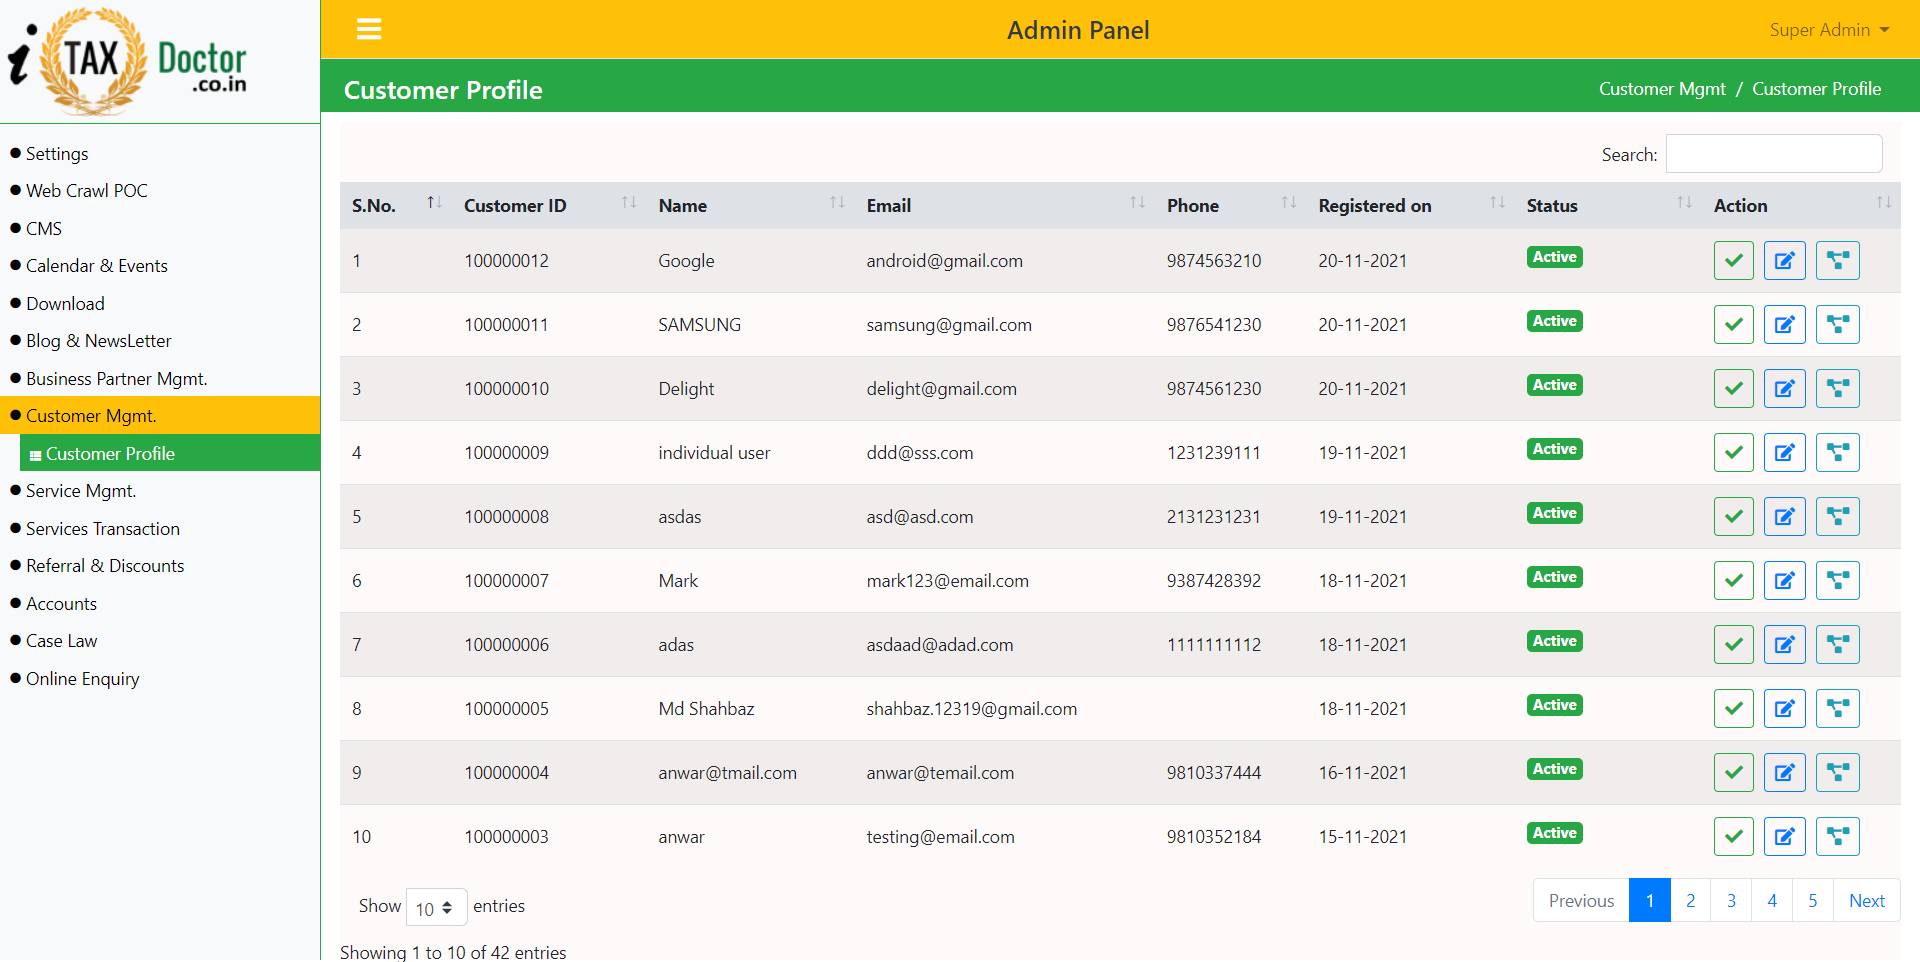 i TAX Doctor
.co.in
Admin Panel
Super Admin
Customer Profile
Customer Mgmt / Customer Profile
Settings
Web Crawl POC
CMS
Calendar & Events
Download
Blog & NewsLetter
Business Partner Mgmt.
Customer Mgmt.
Customer Profile
Service Mgmt.
Services Transaction
Referral & Discounts
Accounts
Case Law
Online Enquiry
Search:
S.No. Customer ID Name Email Phone Registered on Status Action
1 100000012 Google android@gmail.com 9874563210 20-11-2021 Active
2 100000011 SAMSUNG samsung@gmail.com 9876541230 20-11-2021 Active
3 100000010 Delight delight@gmail.com 9874561230 20-11-2021 Active
4 100000009 individual user ddd@sss.com 1231239111 19-11-2021 Active
5 100000008 asdas asd@asd.com 2131231231 19-11-2021 Active
6 100000007 Mark mark123@email.com 9387428392 18-11-2021 Active
7 100000006 adas asdaad@adad.com 1111111112 18-11-2021 Active
8 100000005 Md Shahbaz shahbaz.12319@gmail.com 18-11-2021 Active
9 100000004 anwar@tmail.com anwar@temail.com 9810337444 16-11-2021 Active
10 100000003 anwar testing@email.com 9810352184 15-11-2021 Active
Show 10 entries
Previous 1 2 3 4 5 Next
Showing 1 to 10 of 42 entries